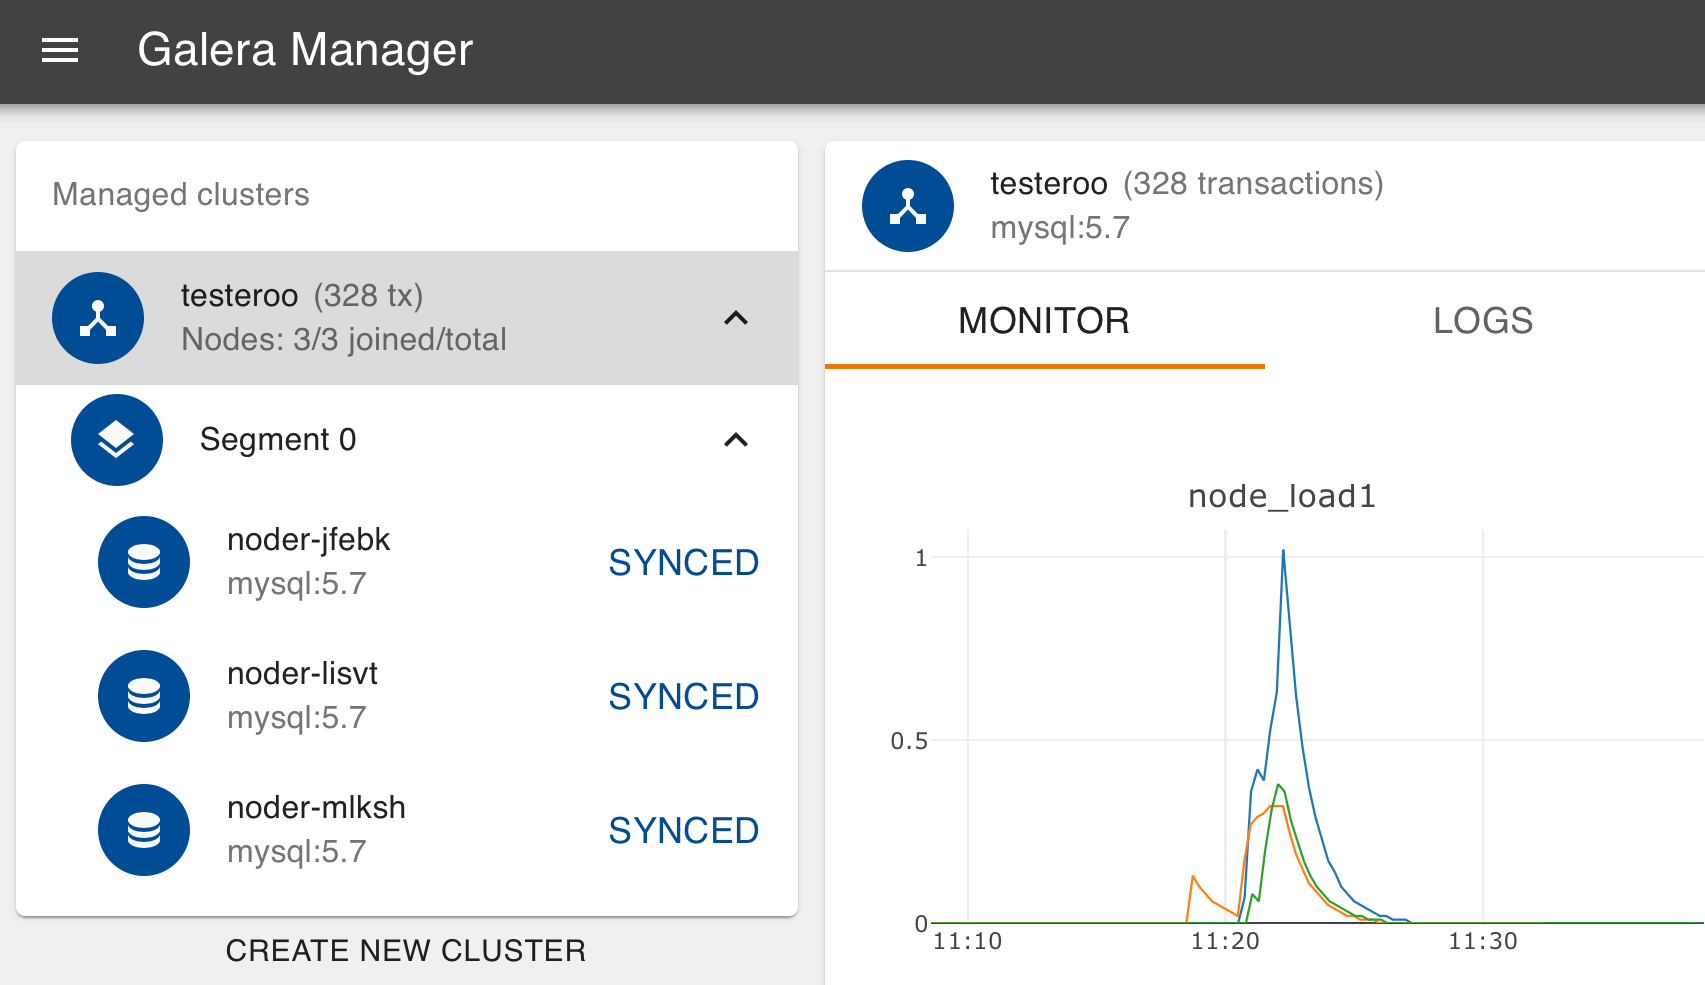 Galera Manager
Managed clusters
testeroo (328 tx)
Nodes: 3/3 joined/total
Segment 0
noder-jfebk
mysql:5.7
SYNCED
noder-lisvt
mysql:5.7
SYNCED
noder-mlksh
mysql:5.7
SYNCED
CREATE NEW CLUSTER
testeroo (328 transactions)
mysql:5.7
MONITOR LOGS
node_load1
1
0.5
0
11:10 11:20 11:30